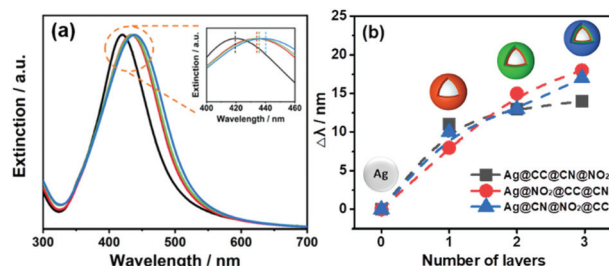 (a)
Extinction / a.u.
300 400 500 600 700
Wavelength / nm
Extinction / a.u.
400 420 440 460
Wavelength / nm
(b)
Δλ / nm
25
20
15
10
5
0
0 1 2 3
Number of layers
Ag
Ag@CC@CN@NO₂
Ag@NO₂@CC@CN
Ag@CN@NO₂@CC